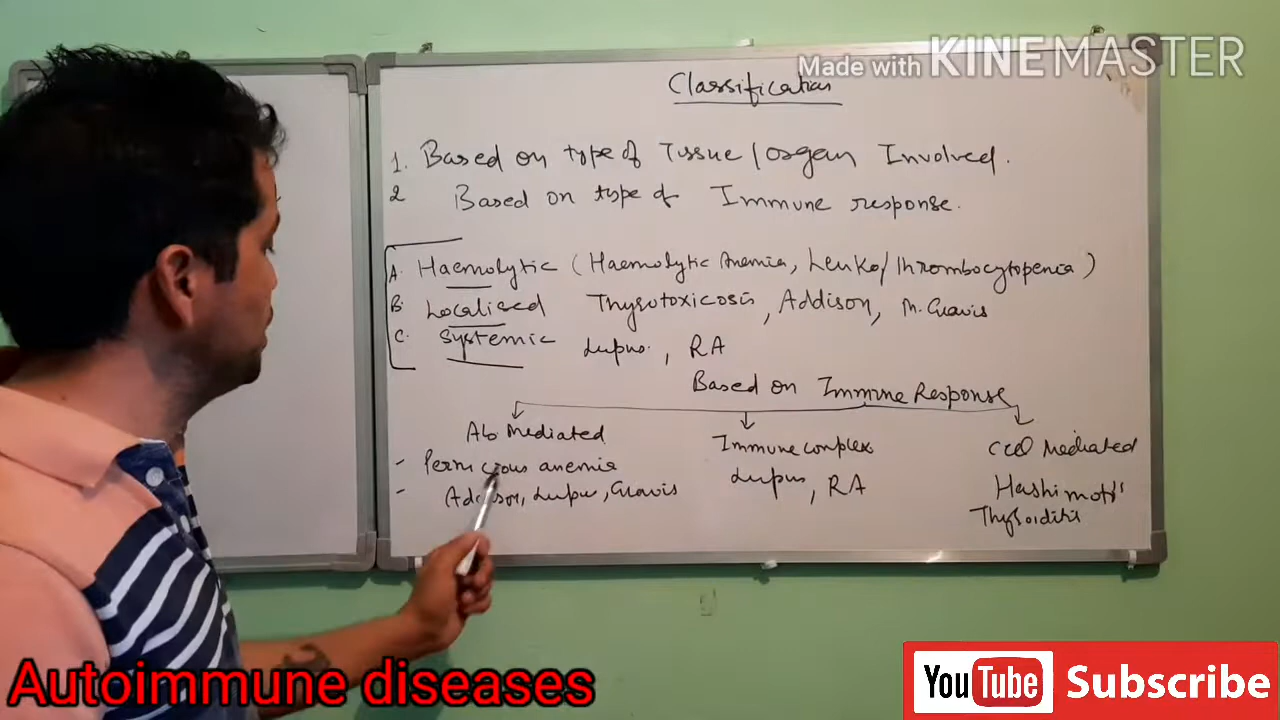 Made with KINEMASTER
Classification
1. Based on type of Tissue / organ Involved.
2 Based on type of Immune response.
A. Haemolytic (Haemolytic Anemia, Leuko/Thrombocytopenia)
B Localised Thyrotoxicosis, Addison, M. Gravis
C. Systemic Lupus, RA
Based on Immune Response
Ab Mediated
- Pernicious anemia
- Addison, Lupus, Gravis
Immune complex
Lupus, RA
Cell Mediated
Hashimoto's
Thyroiditis
Autoimmune diseases
YouTube Subscribe